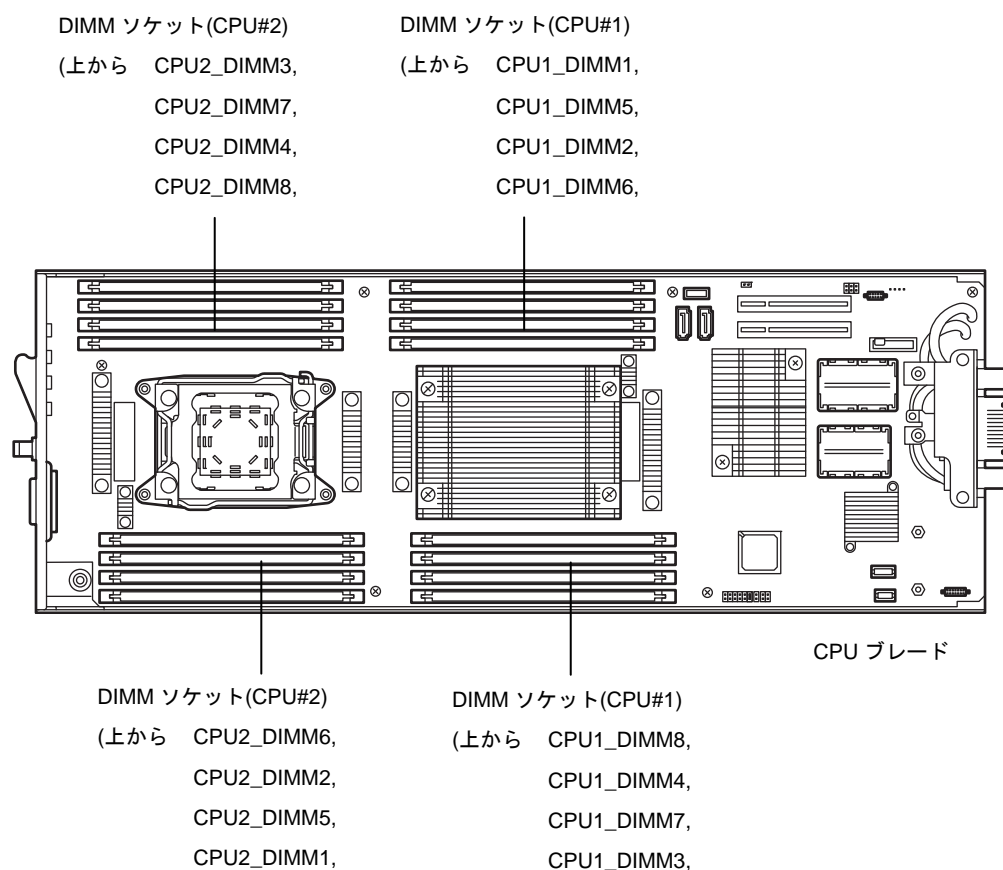 DIMM ソケット(CPU#2)
(上から CPU2_DIMM3,
CPU2_DIMM7,
CPU2_DIMM4,
CPU2_DIMM8,
DIMM ソケット(CPU#1)
(上から CPU1_DIMM1,
CPU1_DIMM5,
CPU1_DIMM2,
CPU1_DIMM6,
CPU ブレード
DIMM ソケット(CPU#2)
(上から CPU2_DIMM6,
CPU2_DIMM2,
CPU2_DIMM5,
CPU2_DIMM1,
DIMM ソケット(CPU#1)
(上から CPU1_DIMM8,
CPU1_DIMM4,
CPU1_DIMM7,
CPU1_DIMM3,